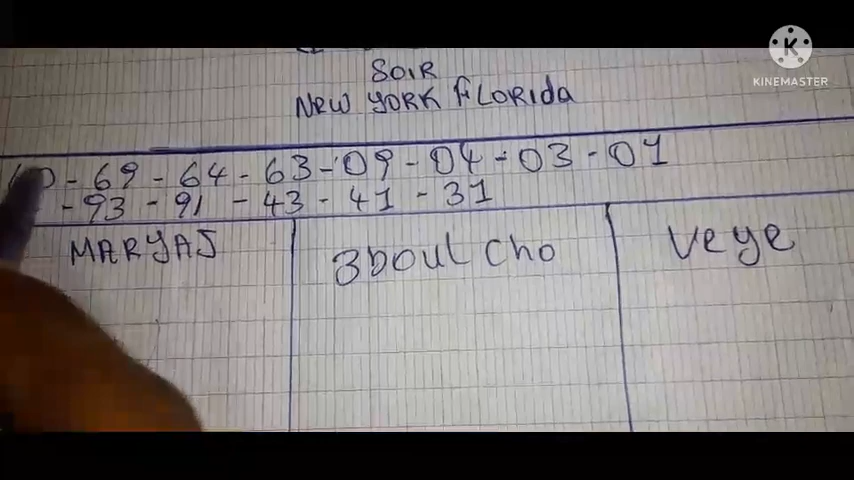 SOIR
NEW YORK FLORIDA
- 69 - 64 - 63 - 09 - 04 - 03 - 01
- 93 - 91 - 43 - 41 - 31
MARYAJ
3boul cho
Veye
KINEMASTER